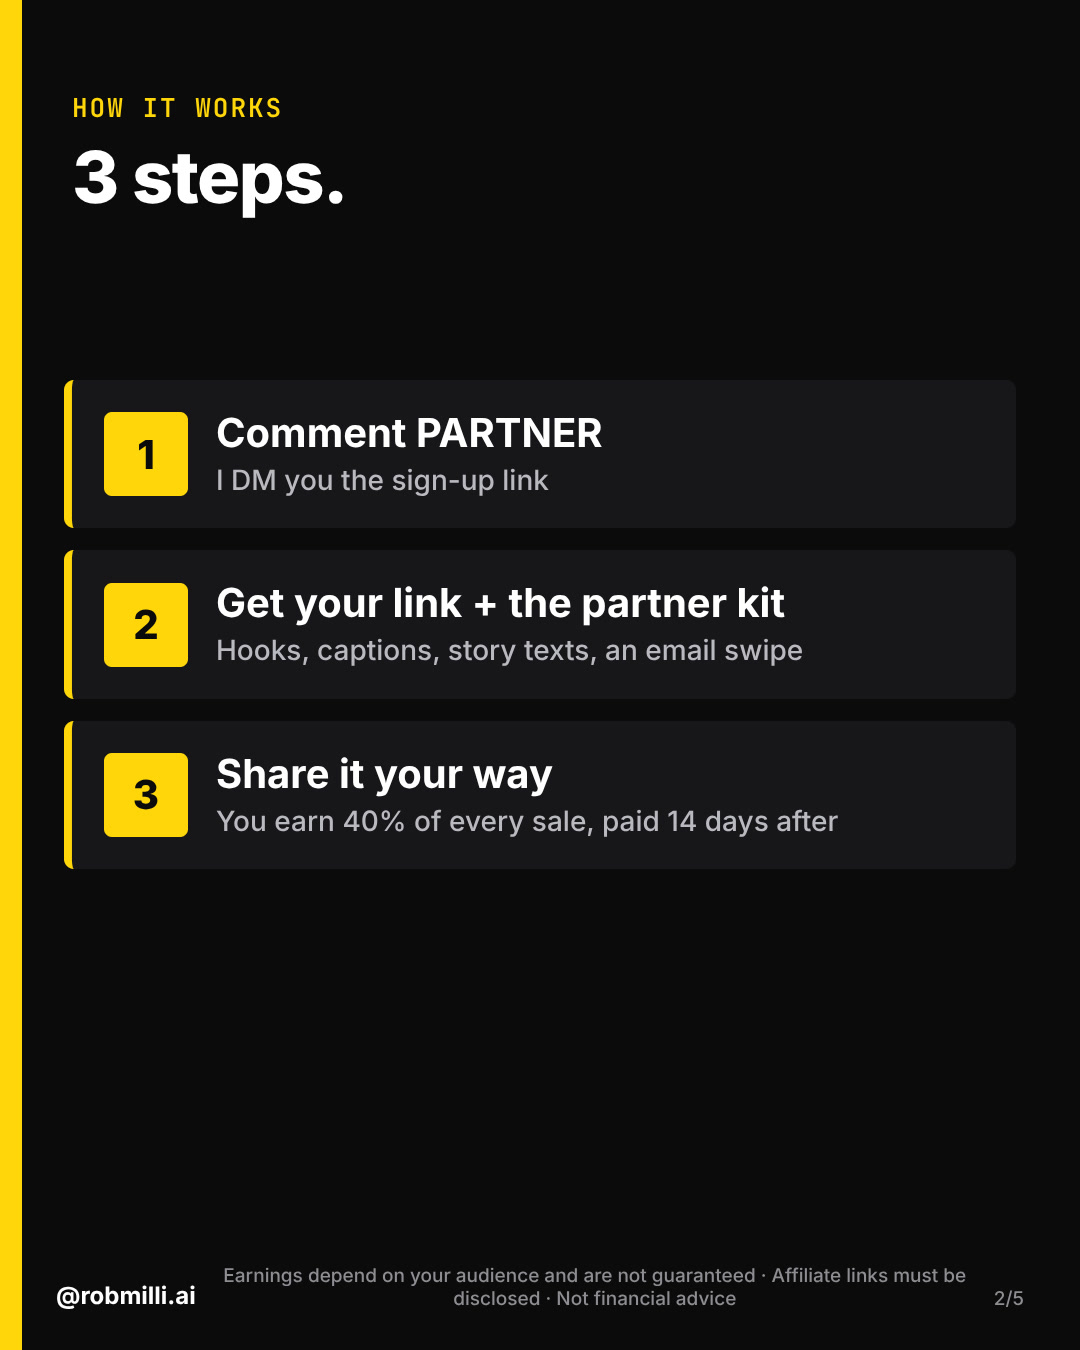 HOW IT WORKS
3 steps.
1
Comment PARTNER
I DM you the sign-up link
2
Get your link + the partner kit
Hooks, captions, story texts, an email swipe
3
Share it your way
You earn 40% of every sale, paid 14 days after
@robmilli.ai
Earnings depend on your audience and are not guaranteed · Affiliate links must be
disclosed · Not financial advice
2/5